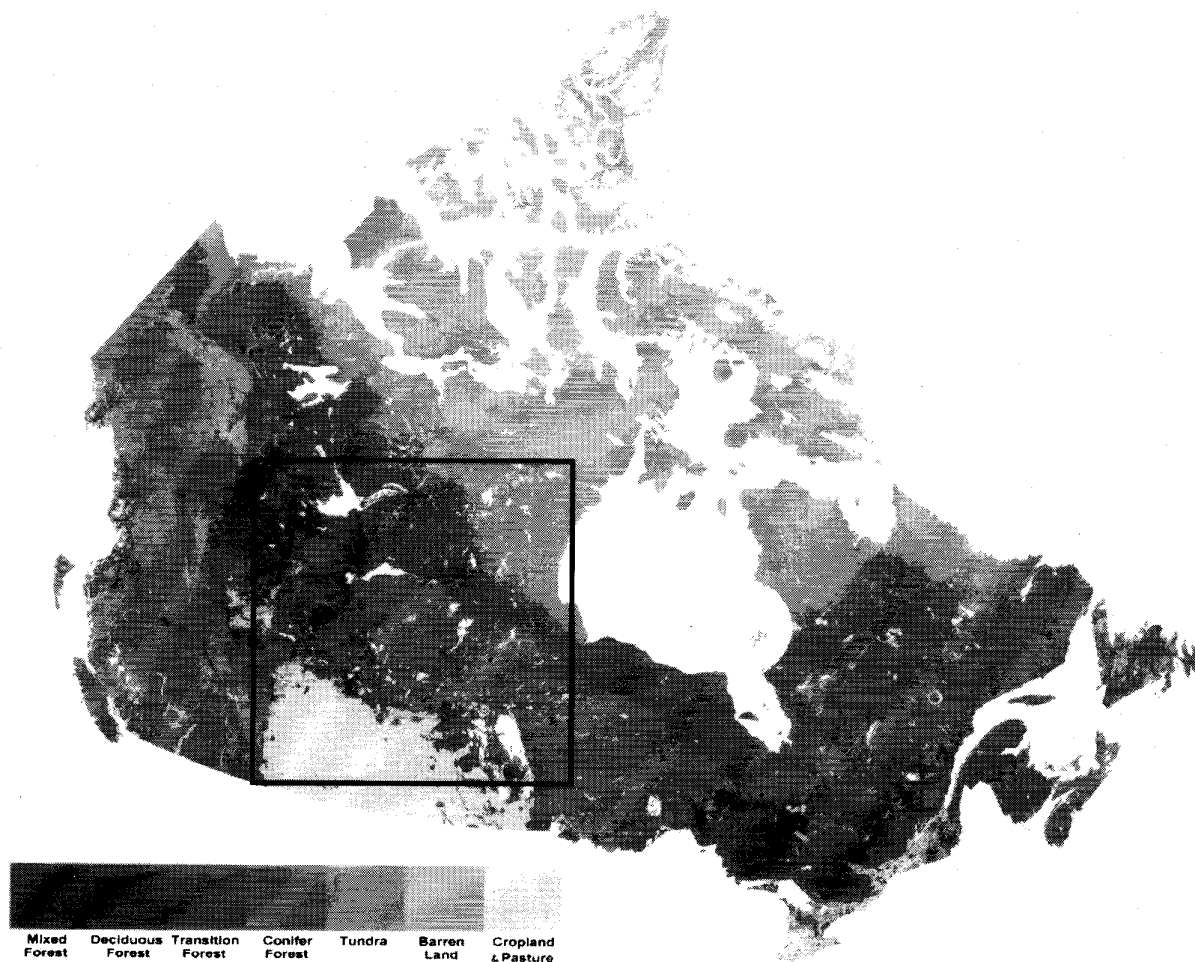 Mixed Deciduous Transition Conifer Tundra Barren Cropland
Forest Forest Forest Forest Land & Pasture